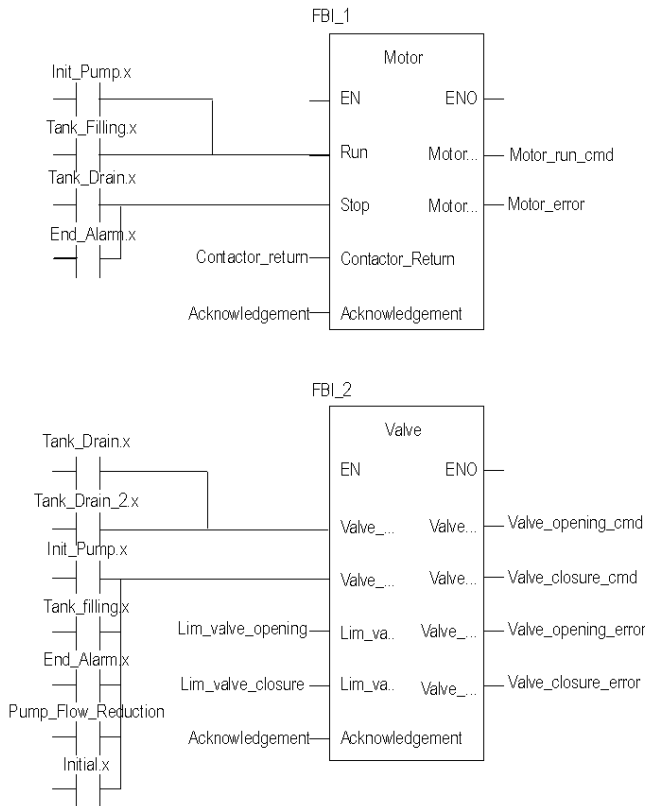 FBI_1
Motor
Init_Pump.x
EN ENO
Tank_Filling.x
Run Motor... Motor_run_cmd
Tank_Drain.x
Stop Motor... Motor_error
End_Alarm.x
Contactor_return Contactor_Return
Acknowledgement Acknowledgement
FBI_2
Valve
Tank_Drain.x
EN ENO
Tank_Drain_2.x
Valve_... Valve... Valve_opening_cmd
Init_Pump.x
Valve_... Valve... Valve_closure_cmd
Tank_filling.x
Lim_valve_opening Lim_va.. Valve_... Valve_opening_error
End_Alarm.x
Lim_valve_closure Lim_va.. Valve_... Valve_closure_error
Pump_Flow_Reduction
Acknowledgement Acknowledgement
Initial.x